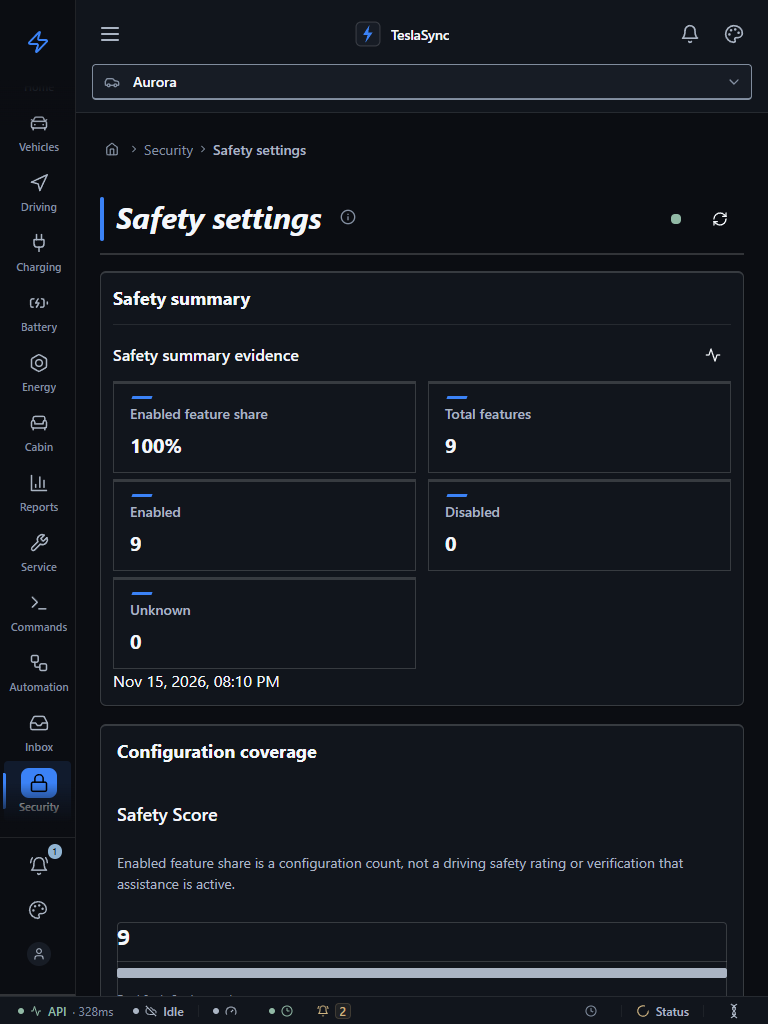 TeslaSync
Aurora
Vehicles
Driving
Charging
Battery
Energy
Cabin
Reports
Service
Commands
Automation
Inbox
Security
1
Security
Safety settings
Safety settings
Safety summary
Safety summary evidence
Enabled feature share
100%
Total features
9
Enabled
9
Disabled
0
Unknown
0
Nov 15, 2026, 08:10 PM
Configuration coverage
Safety Score
Enabled feature share is a configuration count, not a driving safety rating or verification that
assistance is active.
9
API · 328ms
Idle
2
Status